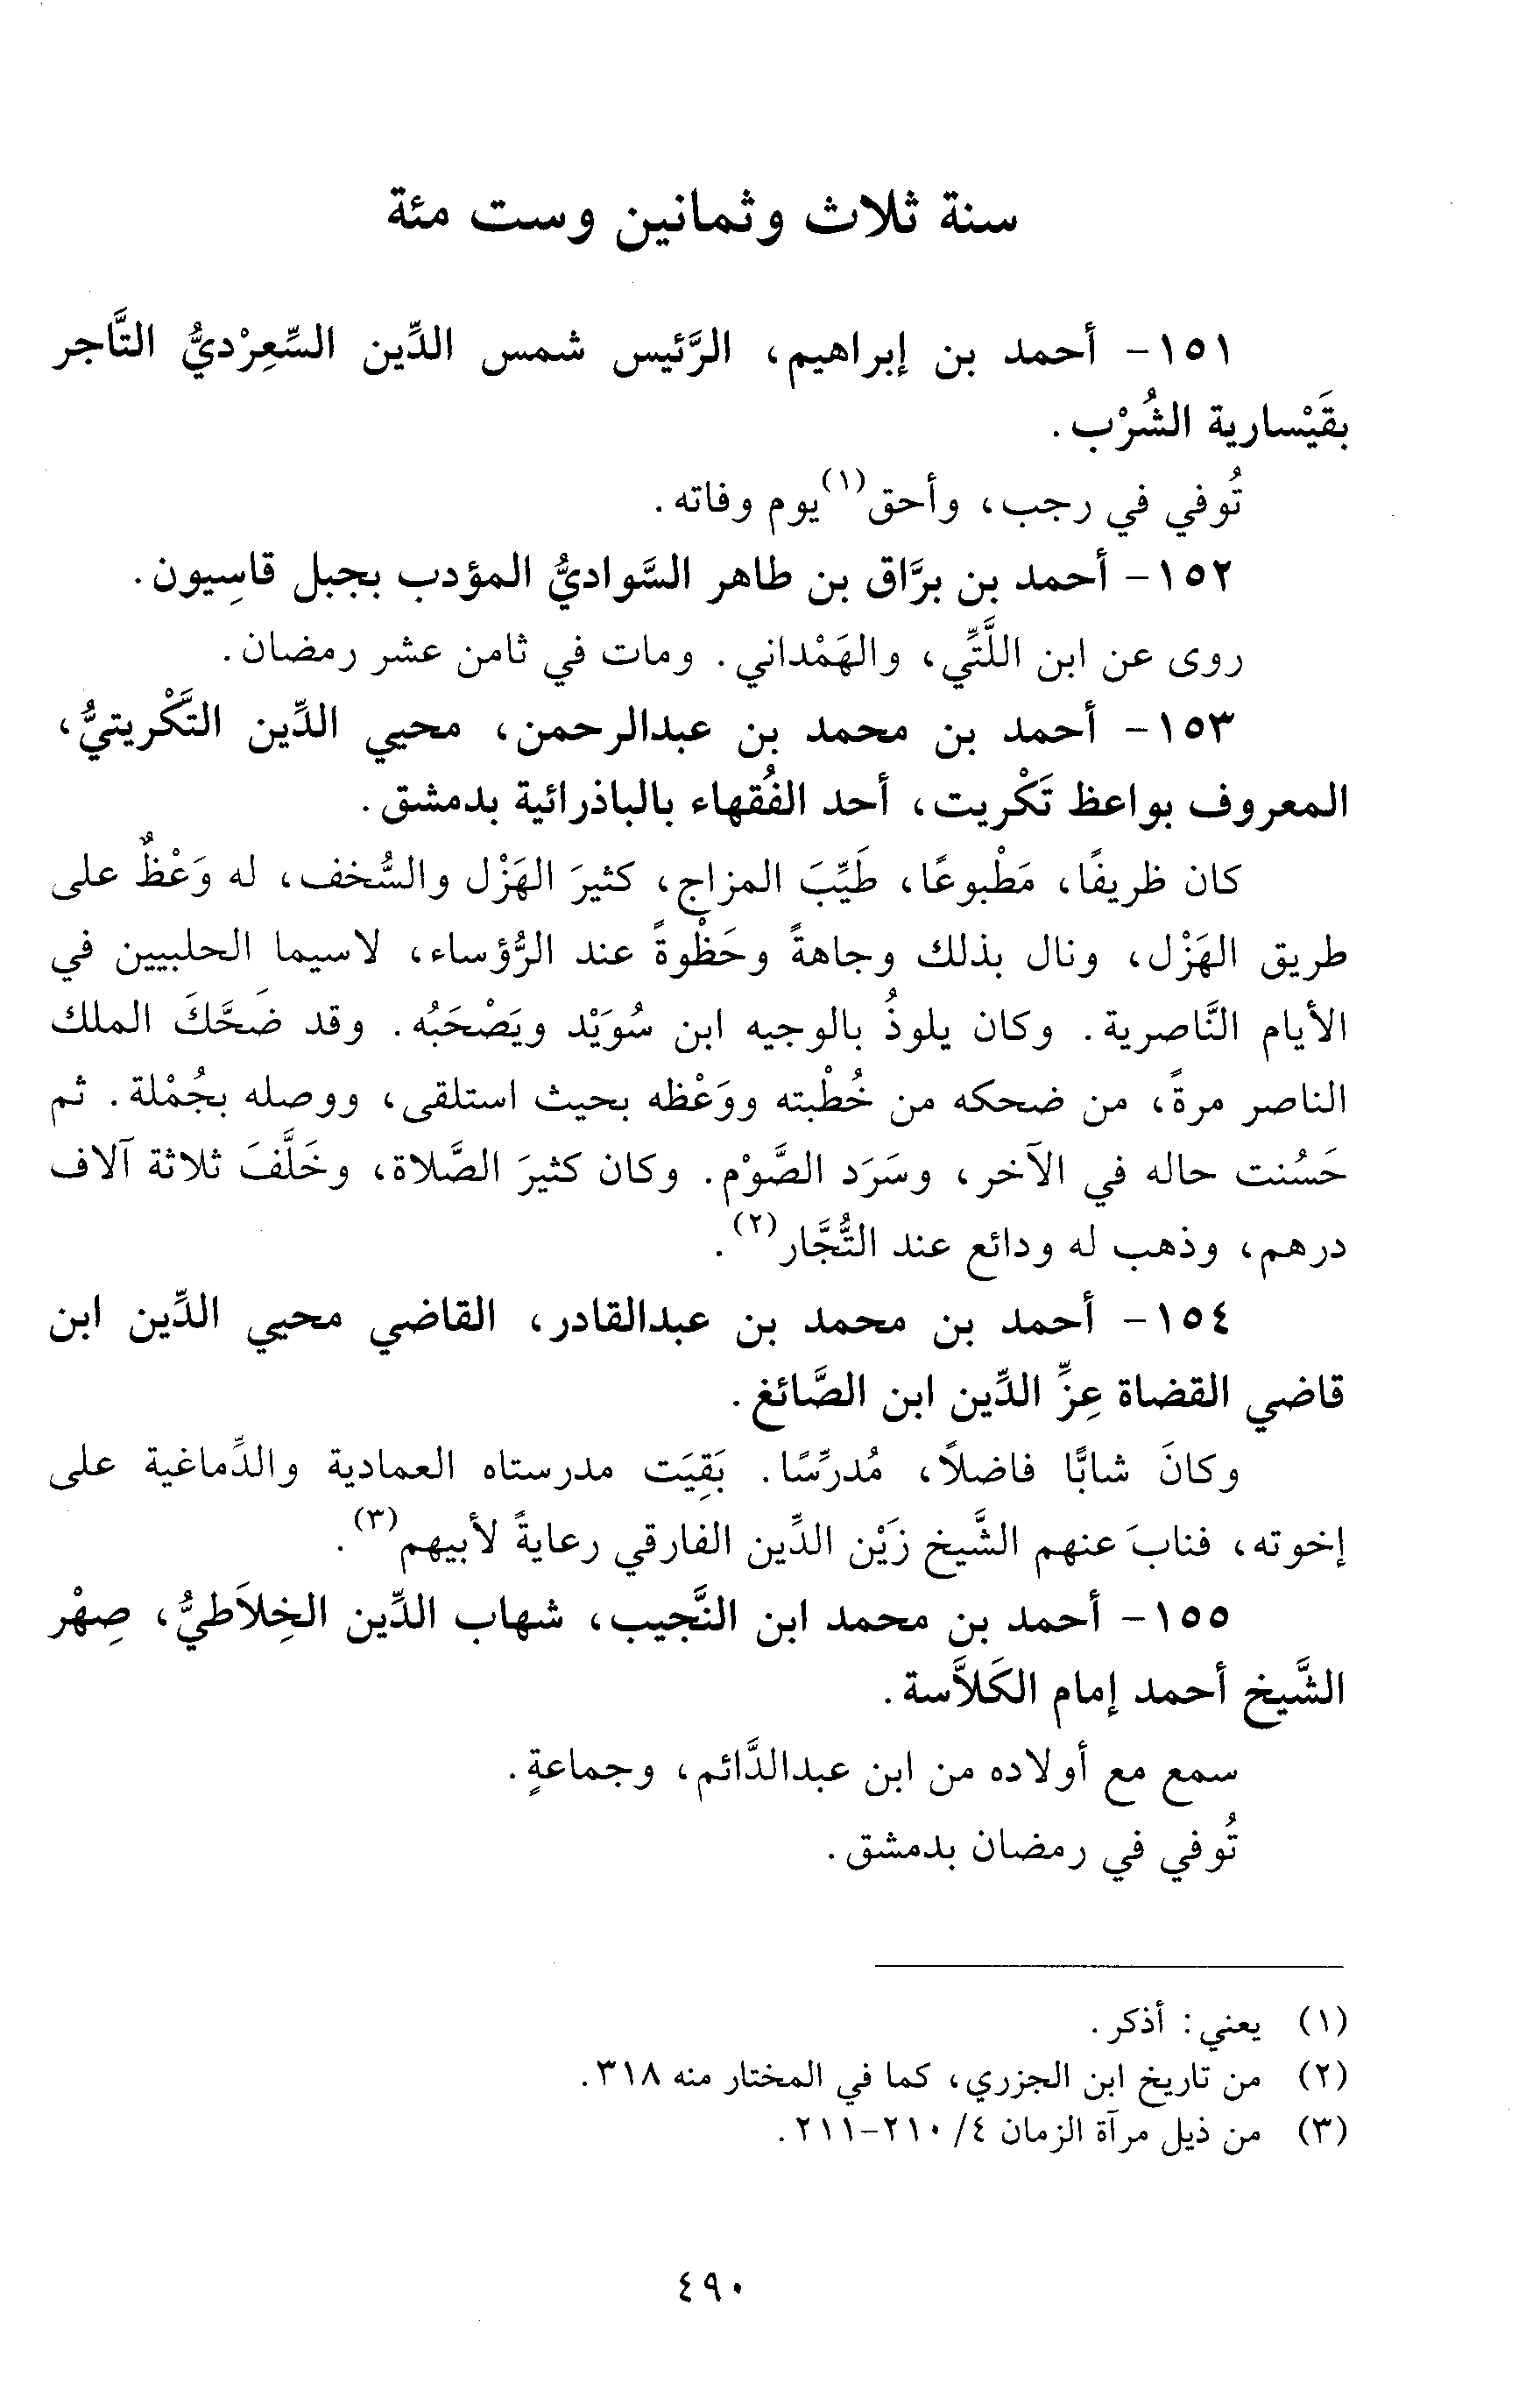 سنة ثلاث وثمانين وست مئة
١٥١- أحمد بن إبراهيم، الرَّئيس شمس الدِّين السِّعِرْديُّ التَّاجر
بقَيْسارية الشُرْب.
تُوفي في رجب، وأحق(١) يوم وفاته.
١٥٢- أحمد بن برَّاق بن طاهر السَّواديُّ المؤدب بجبل قاسِيون.
روى عن ابن اللَّتِّي، والهَمْداني. ومات في ثامن عشر رمضان.
١٥٣- أحمد بن محمد بن عبدالرحمن، محيي الدِّين التَّكْريتيُّ،
المعروف بواعظ تَكْريت، أحد الفُقهاء بالباذرائية بدمشق.
كان ظريفًا، مَطْبوعًا، طَيِّبَ المزاج، كثيرَ الهَزْل والسُّخف، له وَعْظٌ على
طريق الهَزْل، ونال بذلك وجاهةً وحَظْوةً عند الرُّؤساء، لاسيما الحلبيين في
الأيام النَّاصرية. وكان يلوذُ بالوجيه ابن سُوَيْد ويَصْحَبُه. وقد ضَحَّكَ الملك
الناصر مرةً، من ضحكه من خُطْبته ووَعْظه بحيث استلقى، ووصله بجُمْلة. ثم
حَسُنت حاله في الآخر، وسَرَد الصَّوْم. وكان كثيرَ الصَّلاة، وخَلَّفَ ثلاثة آلاف
درهم، وذهب له ودائع عند التُّجَّار(٢).
١٥٤- أحمد بن محمد بن عبدالقادر، القاضي محيي الدِّين ابن
قاضي القضاة عِزِّ الدِّين ابن الصَّائغ.
وكانَ شابًّا فاضلاً، مُدرِّسًا. بَقِيَت مدرستاه العمادية والدِّماغية على
إخوته، فنابَ عنهم الشَّيخ زَيْن الدِّين الفارقي رعايةً لأبيهم(٣).
١٥٥- أحمد بن محمد ابن النَّجيب، شهاب الدِّين الخِلاَطيُّ، صِهْر
الشَّيخ أحمد إمام الكَلاَّسة.
سمع مع أولاده من ابن عبدالدَّائم، وجماعةٍ.
تُوفي في رمضان بدمشق.
(١) يعني: أذكر.
(٢) من تاريخ ابن الجزري، كما في المختار منه ٣١٨.
(٣) من ذيل مرآة الزمان ٤/ ٢١٠-٢١١.
٤٩٠